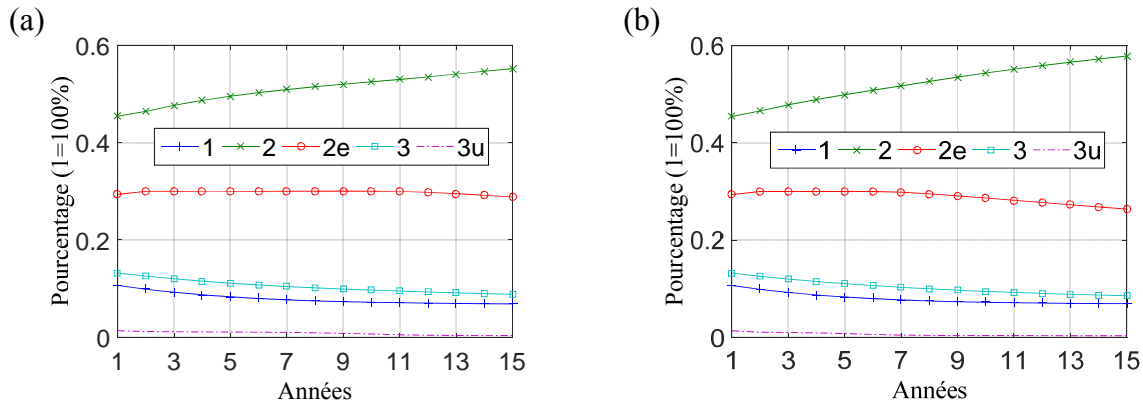 (a)
Pourcentage (1=100%)
0.6
0.4
0.2
0
1 2 2e 3 3u
1 3 5 7 9 11 13 15
Années
(b)
Pourcentage (1=100%)
0.6
0.4
0.2
0
1 2 2e 3 3u
1 3 5 7 9 11 13 15
Années